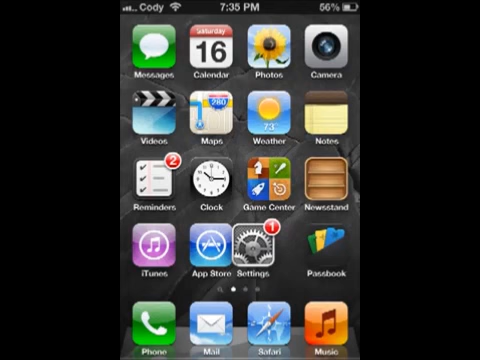 Cody 7:35 PM 56%
Saturday
16
280
73°
Messages Calendar Photos Camera
Videos Maps Weather Notes
2
Reminders Clock Game Center Newsstand
1
iTunes App Store Settings Passbook
Phone Mail Safari Music